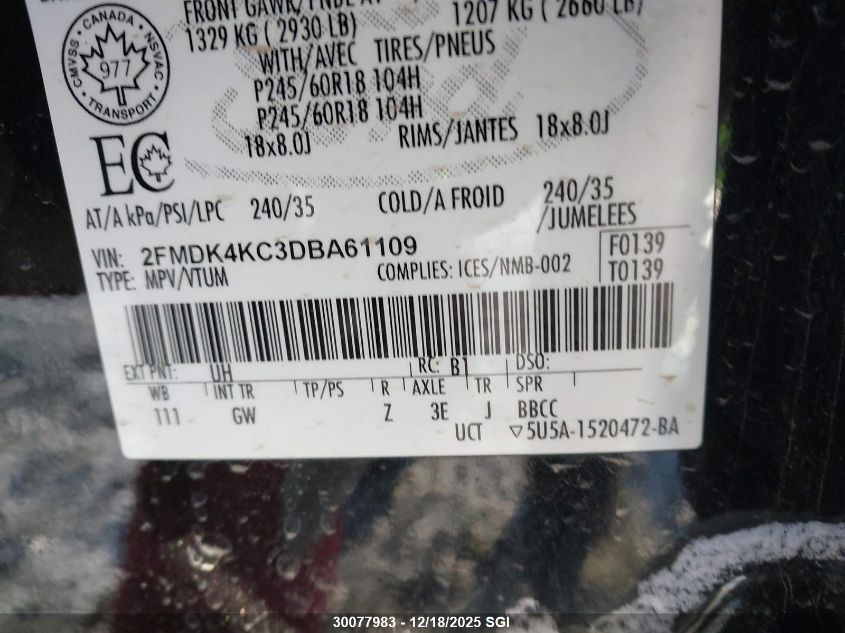 FRONT GAWR/PNBE AV
1329 KG ( 2930 LB)
1207 KG ( 2660 LB)
WITH/AVEC TIRES/PNEUS
P245/60R18 104H
P245/60R18 104H
18x8.0J RIMS/JANTES 18x8.0J
CMVSS · CANADA · NSVAC
977
TRANSPORT
EC
AT/A kPa/PSI/LPC 240/35 COLD/A FROID 240/35
/JUMELEES
VIN: 2FMDK4KC3DBA61109 F0139
TYPE: MPV/VTUM COMPLIES: ICES/NMB-002 T0139
EXT PNT: UH RC: B1 DSO:
WB INT TR TP/PS R AXLE TR SPR
111 GW Z 3E J BBCC
UCT ▽5U5A-1520472-BA
30077983 - 12/18/2025 SGI